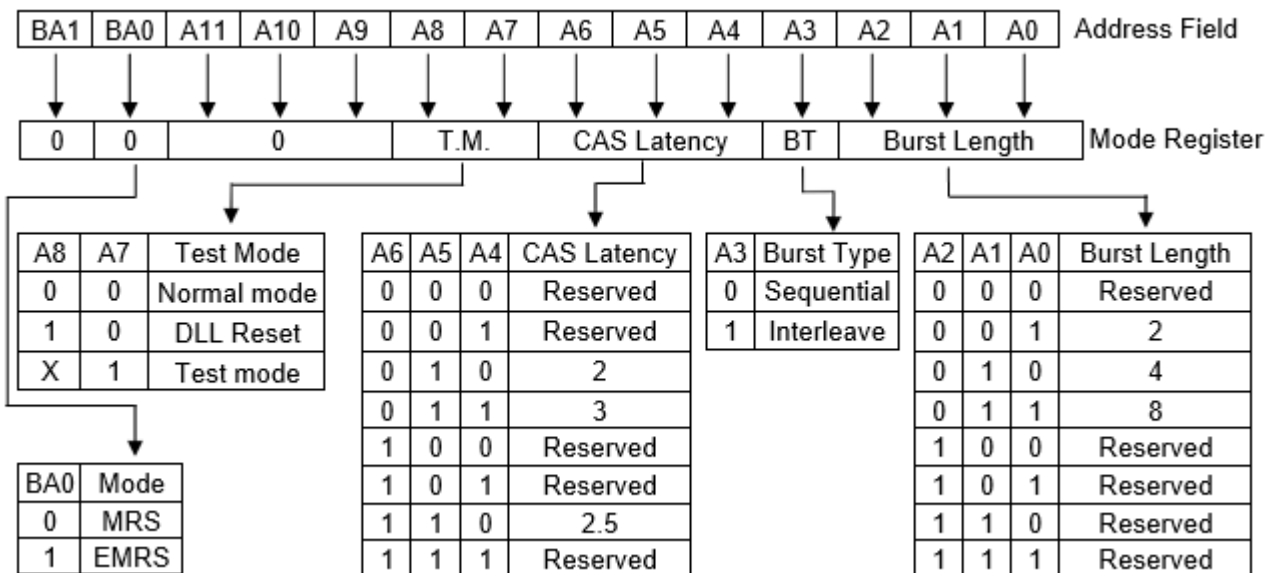 BA1 BA0 A11 A10 A9 A8 A7 A6 A5 A4 A3 A2 A1 A0 Address Field
0 0 0 T.M. CAS Latency BT Burst Length Mode Register
A8 A7 Test Mode
0 0 Normal mode
1 0 DLL Reset
X 1 Test mode
BA0 Mode
0 MRS
1 EMRS
A6 A5 A4 CAS Latency
0 0 0 Reserved
0 0 1 Reserved
0 1 0 2
0 1 1 3
1 0 0 Reserved
1 0 1 Reserved
1 1 0 2.5
1 1 1 Reserved
A3 Burst Type
0 Sequential
1 Interleave
A2 A1 A0 Burst Length
0 0 0 Reserved
0 0 1 2
0 1 0 4
0 1 1 8
1 0 0 Reserved
1 0 1 Reserved
1 1 0 Reserved
1 1 1 Reserved